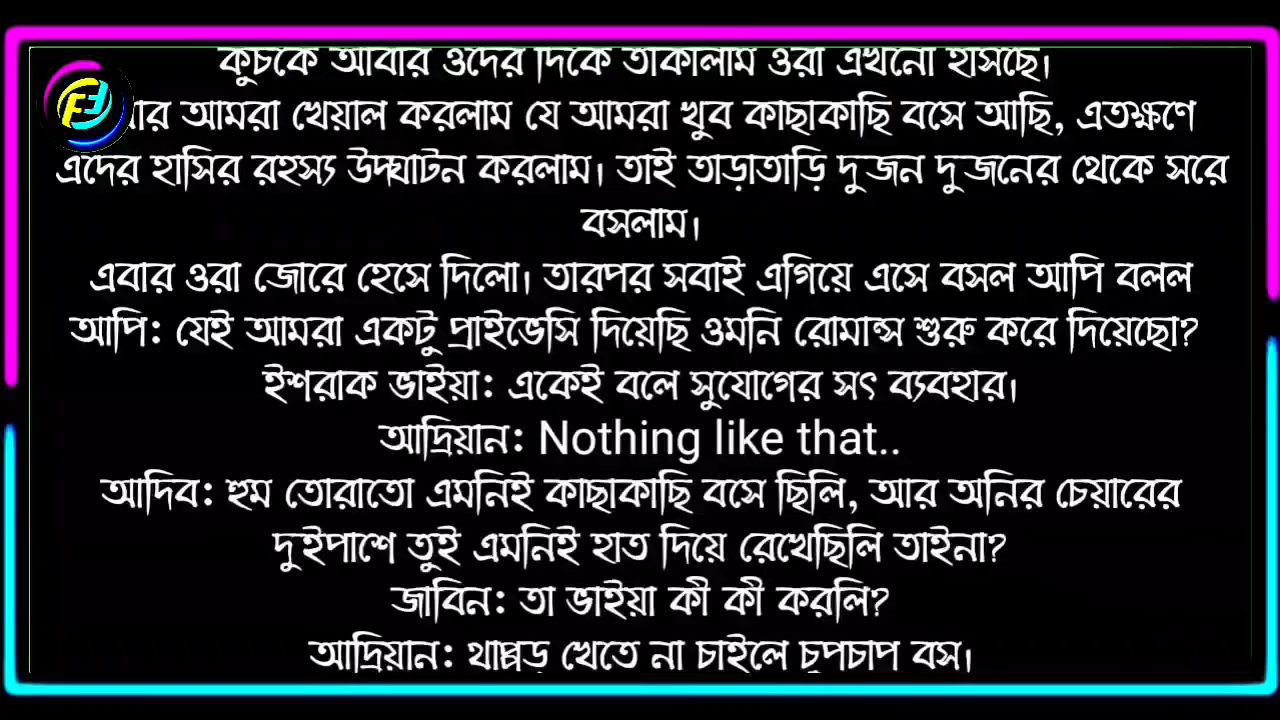 কুচকে আবার ওদের দিকে তাকালাম ওরা এখনো হাসছে।
আমরা খেয়াল করলাম যে আমরা খুব কাছাকাছি বসে আছি, এতক্ষণে
এদের হাসির রহস্য উদ্ঘাটন করলাম। তাই তাড়াতাড়ি দুজন দুজনের থেকে সরে
বসলাম।
এবার ওরা জোরে হেসে দিলো। তারপর সবাই এগিয়ে এসে বসল আপি বলল
আপি: যেই আমরা একটু প্রাইভেসি দিয়েছি ওমনি রোমান্স শুরু করে দিয়েছো?
ইশরাক ভাইয়া: একেই বলে সুযোগের সৎ ব্যবহার।
আদ্রিয়ান: Nothing like that..
আদিব: হুম তোরাতো এমনিই কাছাকাছি বসে ছিলি, আর অনির চেয়ারের
দুইপাশে তুই এমনিই হাত দিয়ে রেখেছিলি তাইনা?
জাবিন: তা ভাইয়া কী কী করলি?
আদ্রিয়ান: থাপ্পড় খেতে না চাইলে চুপচাপ বস।